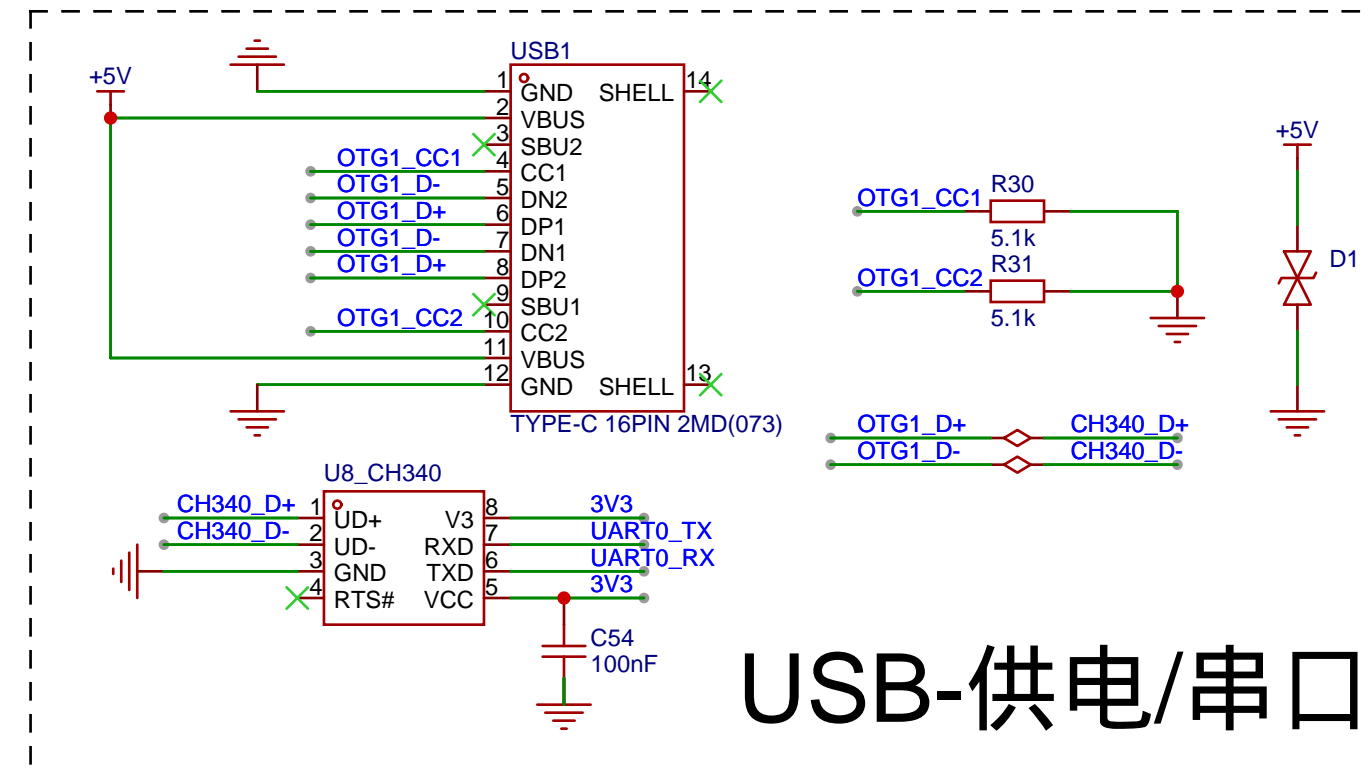 USB1
+5V
1 GND SHELL 14
2 VBUS
3 SBU2
OTG1_CC1 4 CC1
OTG1_D- 5 DN2
OTG1_D+ 6 DP1
OTG1_D- 7 DN1
OTG1_D+ 8 DP2
9 SBU1
OTG1_CC2 10 CC2
11 VBUS
12 GND SHELL 13
TYPE-C 16PIN 2MD(073)
OTG1_CC1 R30
5.1k
OTG1_CC2 R31
5.1k
+5V
D1
OTG1_D+ CH340_D+
OTG1_D- CH340_D-
U8_CH340
CH340_D+ 1 UD+ V3 8 3V3
CH340_D- 2 UD- RXD 7 UART0_TX
3 GND TXD 6 UART0_RX
4 RTS# VCC 5 3V3
C54
100nF
USB-供电/串口